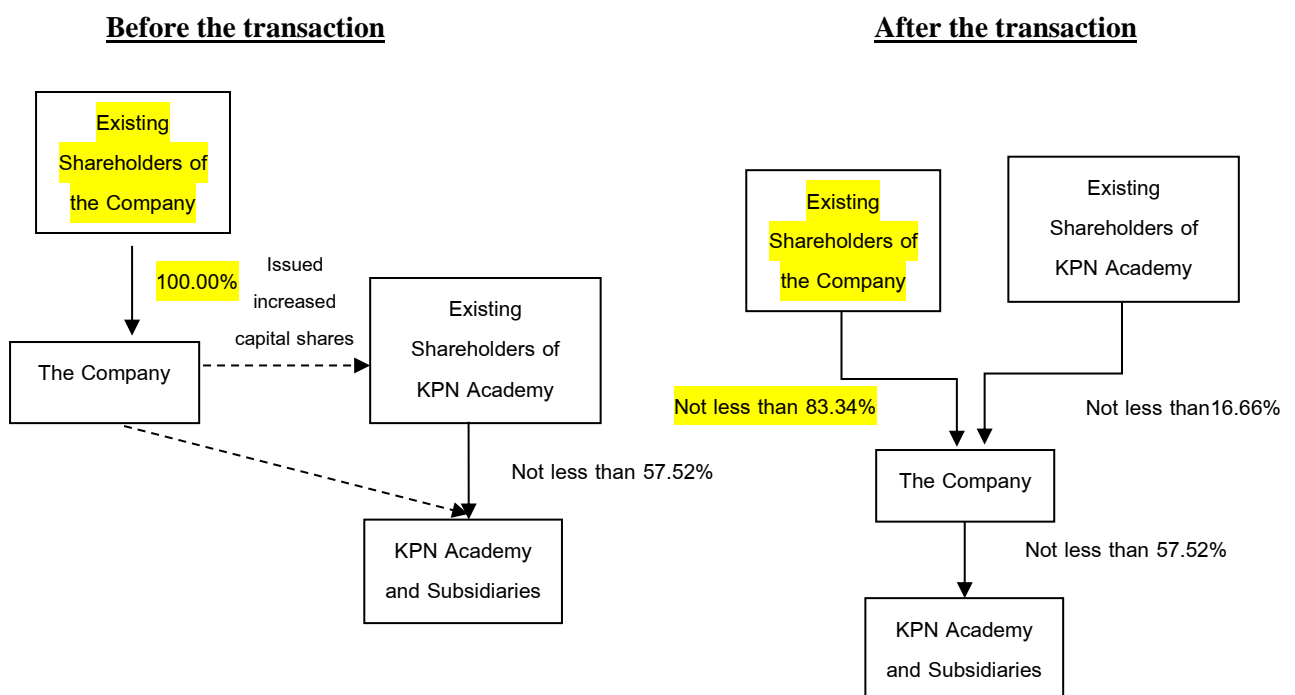 Before the transaction
Existing
Shareholders of
the Company
100.00%
Issued
increased
capital shares
The Company
Existing
Shareholders of
KPN Academy
Not less than 57.52%
KPN Academy
and Subsidiaries
After the transaction
Existing
Shareholders of
the Company
Existing
Shareholders of
KPN Academy
Not less than 83.34%
Not less than16.66%
The Company
Not less than 57.52%
KPN Academy
and Subsidiaries